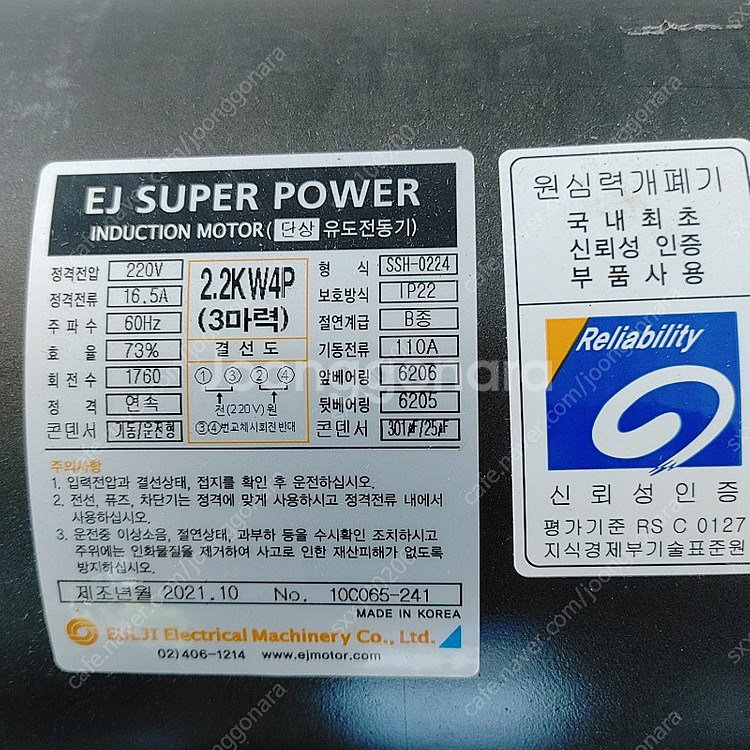 EJ SUPER POWER
INDUCTION MOTOR (단상 유도전동기)
정격전압 220V 2.2KW4P (3마력) 형 식 SSH-0224
정격전류 16.5A 보호방식 IP22
주 파 수 60Hz 절연계급 B종
효 율 73% 결선도 기동전류 110A
회 전 수 1760 ① ③ ② ④ 앞베어링 6206
정 격 연속 전(220V)원 뒷베어링 6205
콘덴서 기동/운전형 ③④번교체시회전반대 콘덴서 301㎌/25㎌
주의사항
1. 입력전압과 결선상태, 접지를 확인 후 운전하십시오.
2. 전선, 퓨즈, 차단기는 정격에 맞게 사용하시고 정격전류 내에서
사용하십시오.
3. 운전중 이상소음, 절연상태, 과부하 등을 수시확인 조치하시고
주위에는 인화물질을 제거하여 사고로 인한 재산피해가 없도록
방지하십시오.
제조년월 2021.10 No. 10C065-241
MADE IN KOREA
EULJI Electrical Machinery Co., Ltd.
02)406-1214 www.ejmotor.com
원심력개폐기
국내최초
신뢰성 인증
부품사용
Reliability
신뢰성인증
평가기준 RS C 0127
지식경제부기술표준원
joonggonara
cafe.naver.com/joonggonara